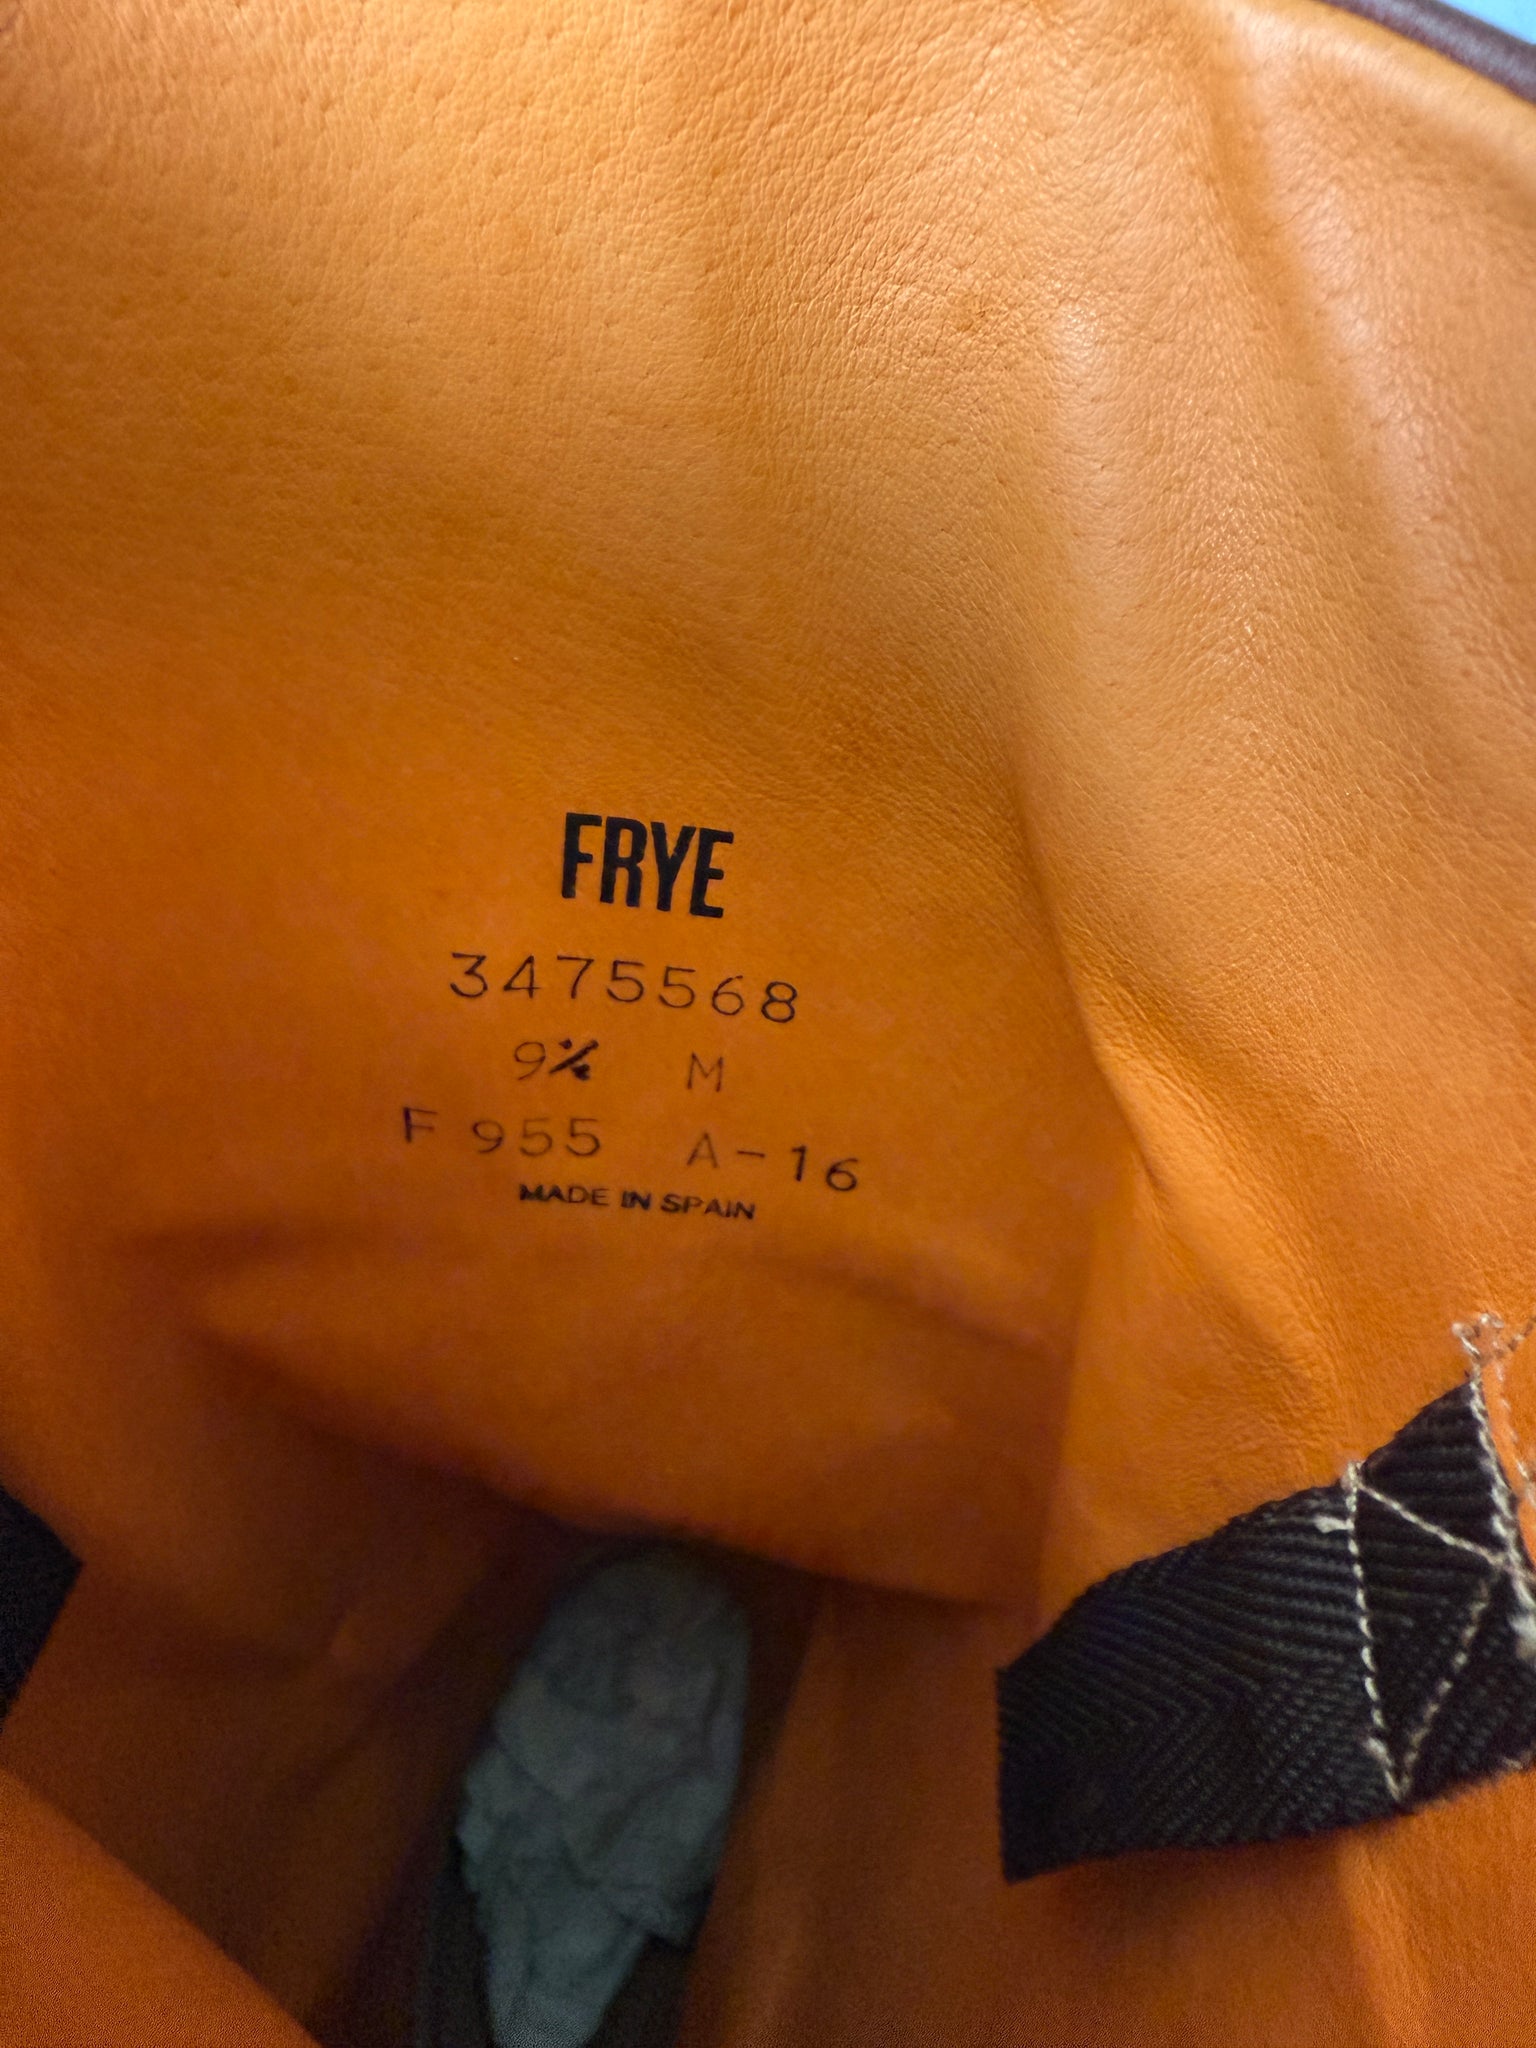 FRYE
3475568
9½ M
F 955 A-16
MADE IN SPAIN